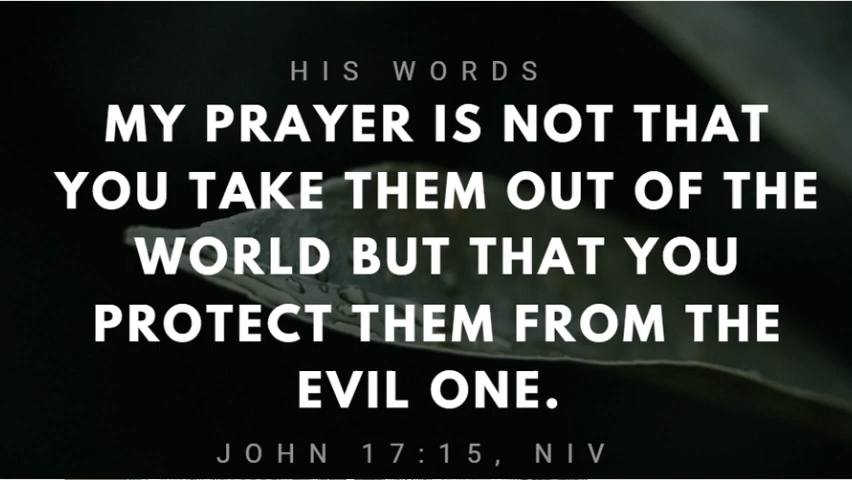 HIS WORDS
MY PRAYER IS NOT THAT
YOU TAKE THEM OUT OF THE
WORLD BUT THAT YOU
PROTECT THEM FROM THE
EVIL ONE.
JOHN 17:15, NIV